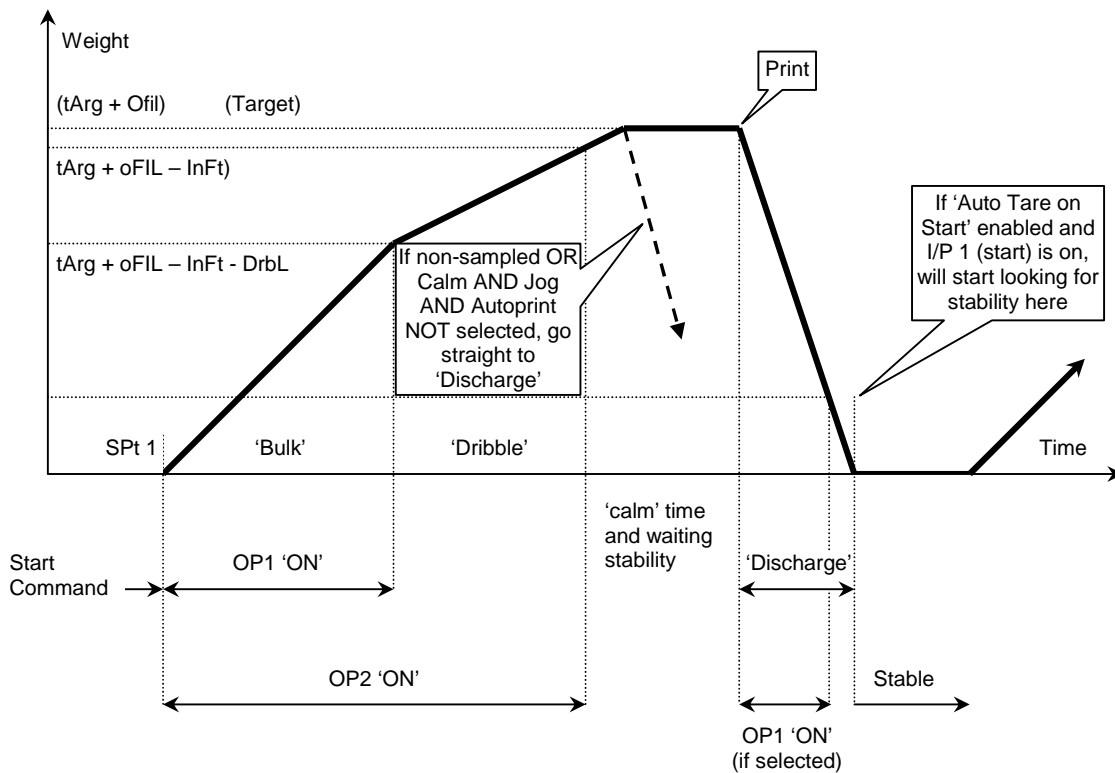 Weight
Print
(tArg + Ofil) (Target)
tArg + oFIL – InFt)
If 'Auto Tare on
Start' enabled and
I/P 1 (start) is on,
will start looking for
stability here
tArg + oFIL – InFt - DrbL
If non-sampled OR
Calm AND Jog
AND Autoprint
NOT selected, go
straight to
'Discharge'
SPt 1
'Bulk'
'Dribble'
Time
'calm' time
and waiting
stability
Start
Command
OP1 'ON'
'Discharge'
OP2 'ON'
Stable
OP1 'ON'
(if selected)